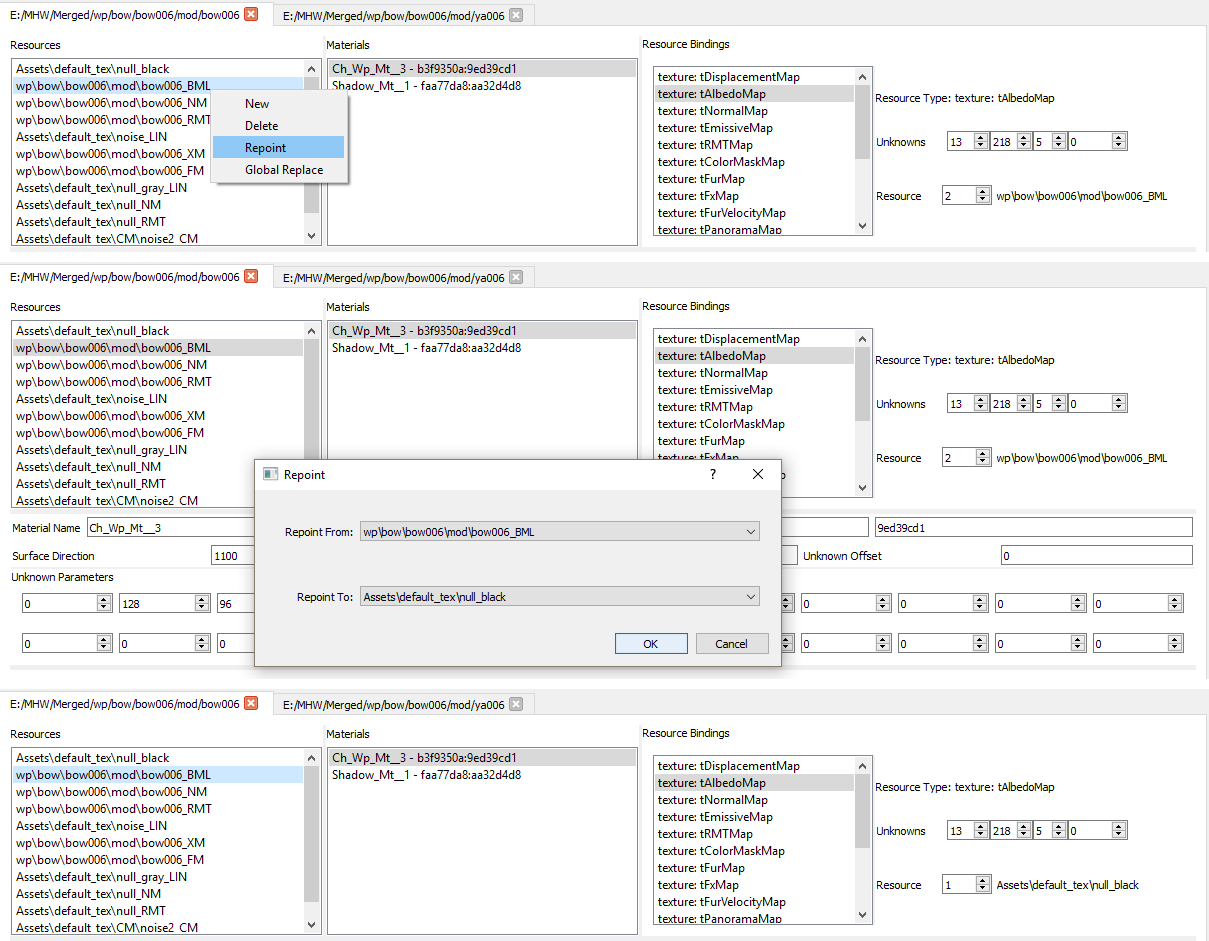 E:/MHW/Merged/wp/bow/bow006/mod/bow006 E:/MHW/Merged/wp/bow/bow006/mod/ya006
Resources Materials Resource Bindings
Assets\default_tex\null_black
wp\bow\bow006\mod\bow006_BML
wp\bow\bow006\mod\bow006_NM
wp\bow\bow006\mod\bow006_RMT
Assets\default_tex\noise_LIN
wp\bow\bow006\mod\bow006_XM
wp\bow\bow006\mod\bow006_FM
Assets\default_tex\null_gray_LIN
Assets\default_tex\null_NM
Assets\default_tex\null_RMT
Assets\default_tex\CM\noise2_CM
New
Delete
Repoint
Global Replace
Ch_Wp_Mt__3 - b3f9350a:9ed39cd1
Shadow_Mt__1 - faa77da8:aa32d4d8
texture: tDisplacementMap
texture: tAlbedoMap
texture: tNormalMap
texture: tEmissiveMap
texture: tRMTMap
texture: tColorMaskMap
texture: tFurMap
texture: tFxMap
texture: tFurVelocityMap
texture: tPanoramaMap
Resource Type: texture: tAlbedoMap
Unknowns 13 218 5 0
Resource 2 wp\bow\bow006\mod\bow006_BML
E:/MHW/Merged/wp/bow/bow006/mod/bow006 E:/MHW/Merged/wp/bow/bow006/mod/ya006
Resources Materials Resource Bindings
Assets\default_tex\null_black
wp\bow\bow006\mod\bow006_BML
wp\bow\bow006\mod\bow006_NM
wp\bow\bow006\mod\bow006_RMT
Assets\default_tex\noise_LIN
wp\bow\bow006\mod\bow006_XM
wp\bow\bow006\mod\bow006_FM
Assets\default_tex\null_gray_LIN
Assets\default_tex\null_NM
Assets\default_tex\null_RMT
Assets\default_tex\CM\noise2_CM
Ch_Wp_Mt__3 - b3f9350a:9ed39cd1
Shadow_Mt__1 - faa77da8:aa32d4d8
texture: tDisplacementMap
texture: tAlbedoMap
texture: tNormalMap
texture: tEmissiveMap
texture: tRMTMap
texture: tColorMaskMap
texture: tFurMap
texture: tFxMap
Resource Type: texture: tAlbedoMap
Unknowns 13 218 5 0
Resource 2 wp\bow\bow006\mod\bow006_BML
Repoint ?
Repoint From: wp\bow\bow006\mod\bow006_BML
Repoint To: Assets\default_tex\null_black
OK Cancel
Material Name Ch_Wp_Mt__3 9ed39cd1
Surface Direction 1100 Unknown Offset 0
Unknown Parameters
0 128 96 0 0 0 0
0 0 0 0 0 0 0
E:/MHW/Merged/wp/bow/bow006/mod/bow006 E:/MHW/Merged/wp/bow/bow006/mod/ya006
Resources Materials Resource Bindings
Assets\default_tex\null_black
wp\bow\bow006\mod\bow006_BML
wp\bow\bow006\mod\bow006_NM
wp\bow\bow006\mod\bow006_RMT
Assets\default_tex\noise_LIN
wp\bow\bow006\mod\bow006_XM
wp\bow\bow006\mod\bow006_FM
Assets\default_tex\null_gray_LIN
Assets\default_tex\null_NM
Assets\default_tex\null_RMT
Assets\default_tex\CM\noise2_CM
Ch_Wp_Mt__3 - b3f9350a:9ed39cd1
Shadow_Mt__1 - faa77da8:aa32d4d8
texture: tDisplacementMap
texture: tAlbedoMap
texture: tNormalMap
texture: tEmissiveMap
texture: tRMTMap
texture: tColorMaskMap
texture: tFurMap
texture: tFxMap
texture: tFurVelocityMap
texture: tPanoramaMap
Resource Type: texture: tAlbedoMap
Unknowns 13 218 5 0
Resource 1 Assets\default_tex\null_black